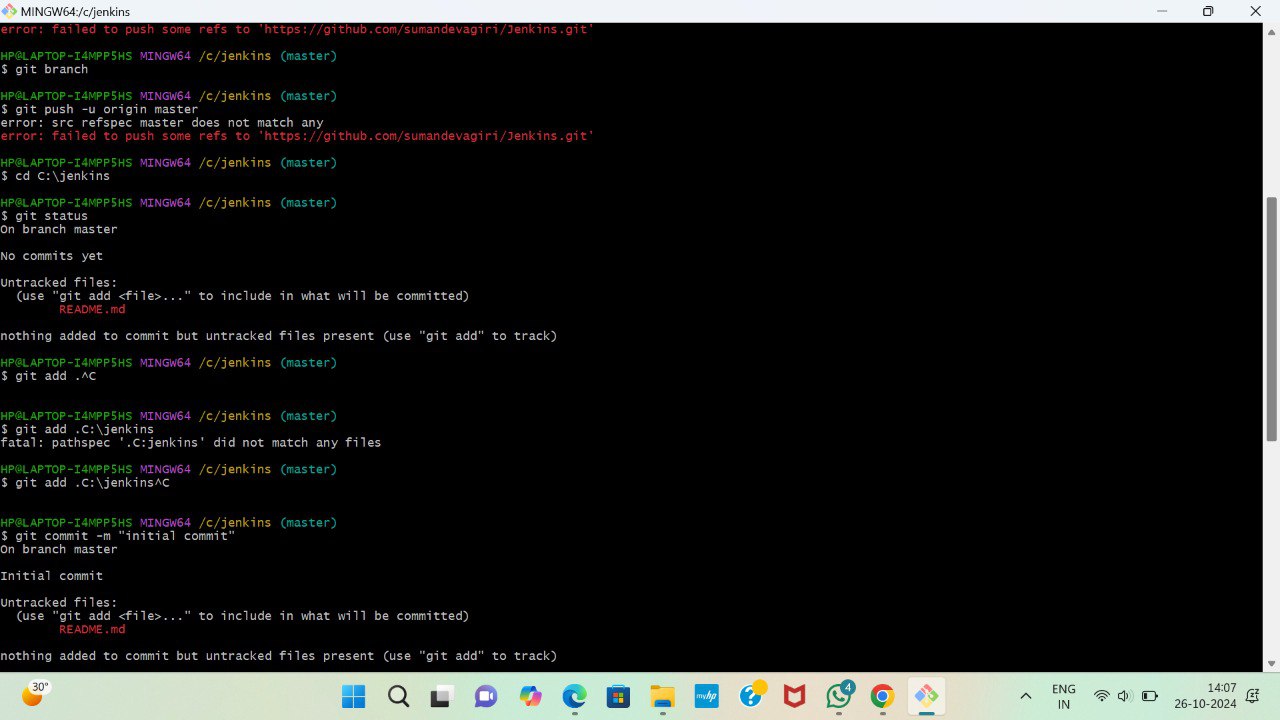 MINGW64:/c/jenkins
error: failed to push some refs to 'https://github.com/sumandevagiri/Jenkins.git'
HP@LAPTOP-I4MPP5HS MINGW64 /c/jenkins (master)
$ git branch
HP@LAPTOP-I4MPP5HS MINGW64 /c/jenkins (master)
$ git push -u origin master
error: src refspec master does not match any
error: failed to push some refs to 'https://github.com/sumandevagiri/Jenkins.git'
HP@LAPTOP-I4MPP5HS MINGW64 /c/jenkins (master)
$ cd C:\jenkins
HP@LAPTOP-I4MPP5HS MINGW64 /c/jenkins (master)
$ git status
On branch master
No commits yet
Untracked files:
(use "git add <file>..." to include in what will be committed)
README.md
nothing added to commit but untracked files present (use "git add" to track)
HP@LAPTOP-I4MPP5HS MINGW64 /c/jenkins (master)
$ git add .^C
HP@LAPTOP-I4MPP5HS MINGW64 /c/jenkins (master)
$ git add .C:\jenkins
fatal: pathspec '.C:jenkins' did not match any files
HP@LAPTOP-I4MPP5HS MINGW64 /c/jenkins (master)
$ git add .C:\jenkins^C
HP@LAPTOP-I4MPP5HS MINGW64 /c/jenkins (master)
$ git commit -m "initial commit"
On branch master
Initial commit
Untracked files:
(use "git add <file>..." to include in what will be committed)
README.md
nothing added to commit but untracked files present (use "git add" to track)
30°
myhp
4
ENG
IN
14:07
26-10-2024